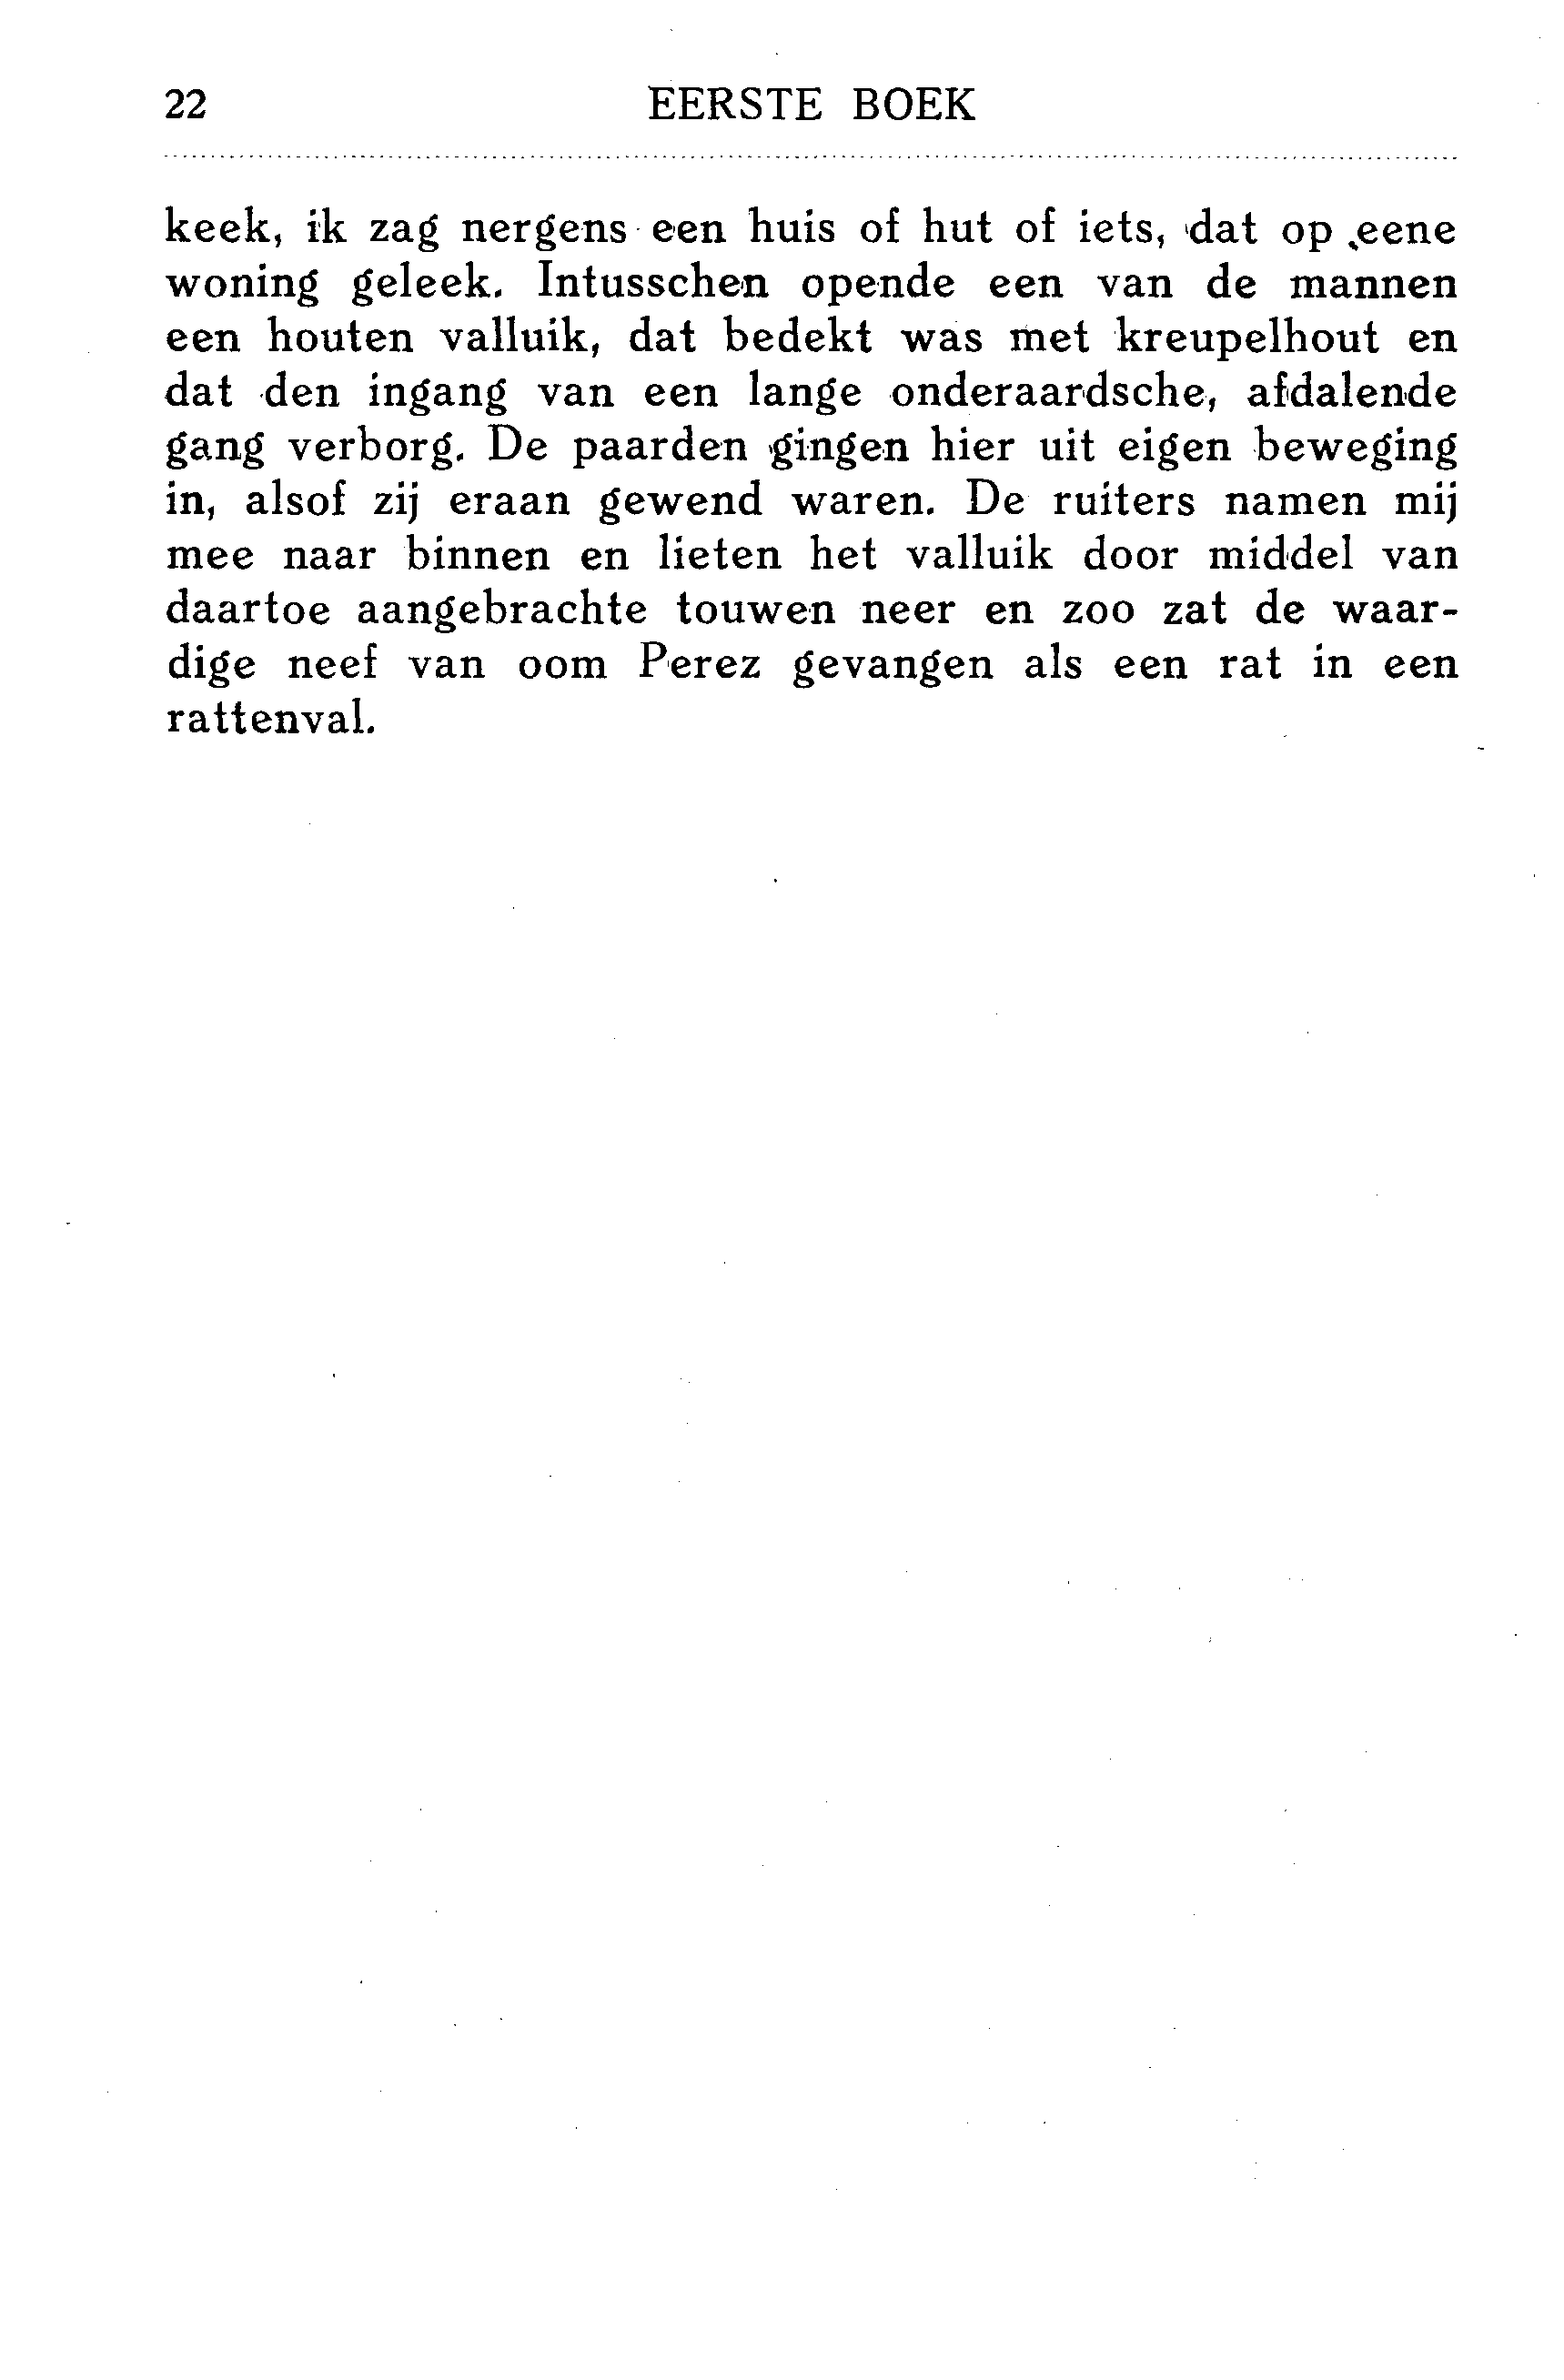 22 EERSTE BOEK
keek, ik zag nergens een huis of hut of iets, dat op eene
woning geleek. Intusschen opende een van de mannen
een houten valluik, dat bedekt was met kreupelhout en
dat den ingang van een lange onderaardsche, afdalende
gang verborg. De paarden gingen hier uit eigen beweging
in, alsof zij eraan gewend waren. De ruiters namen mij
mee naar binnen en lieten het valluik door middel van
daartoe aangebrachte touwen neer en zoo zat de waar-
dige neef van oom Perez gevangen als een rat in een
rattenval.